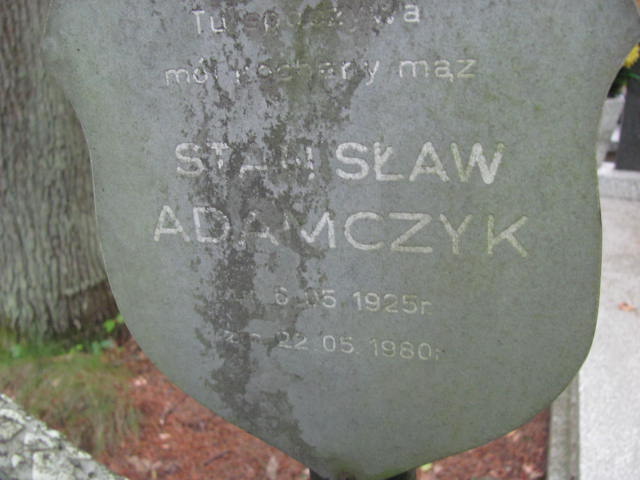 Tu spoczywa
mój kochany mąż
STANISŁAW
ADAMCZYK
6.05.1925r.
z - 22.05.1980r.